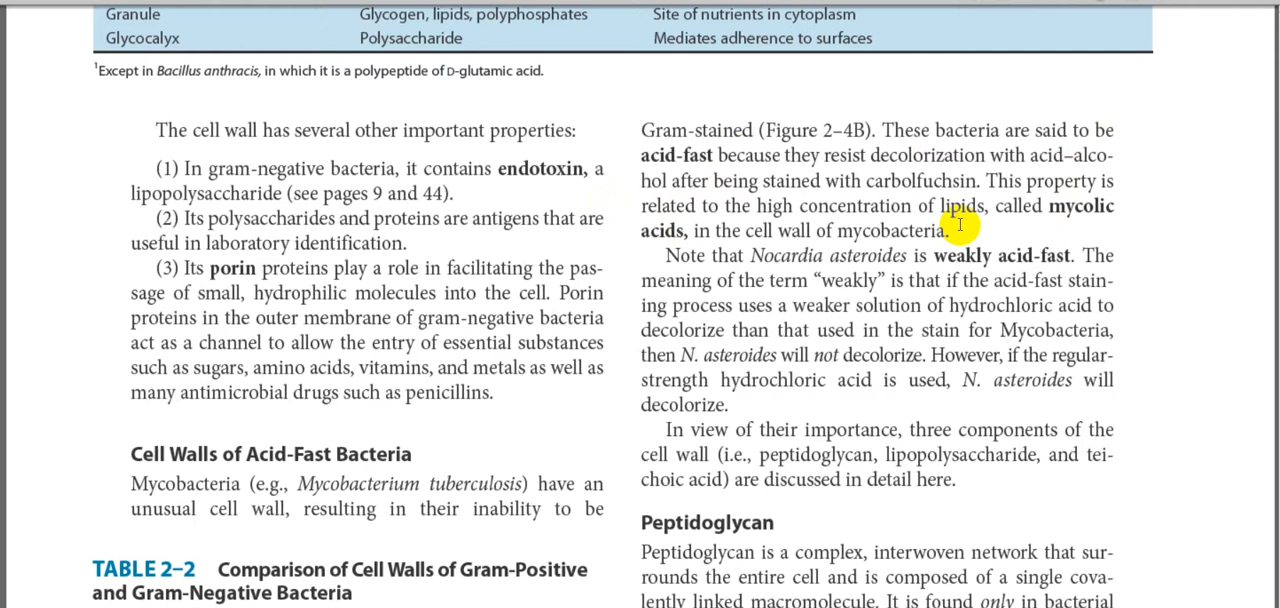 Granule Glycogen, lipids, polyphosphates Site of nutrients in cytoplasm
Glycocalyx Polysaccharide Mediates adherence to surfaces
1Except in Bacillus anthracis, in which it is a polypeptide of D-glutamic acid.
The cell wall has several other important properties:
(1) In gram-negative bacteria, it contains endotoxin, a
lipopolysaccharide (see pages 9 and 44).
(2) Its polysaccharides and proteins are antigens that are
useful in laboratory identification.
(3) Its porin proteins play a role in facilitating the pas-
sage of small, hydrophilic molecules into the cell. Porin
proteins in the outer membrane of gram-negative bacteria
act as a channel to allow the entry of essential substances
such as sugars, amino acids, vitamins, and metals as well as
many antimicrobial drugs such as penicillins.
Cell Walls of Acid-Fast Bacteria
Mycobacteria (e.g., Mycobacterium tuberculosis) have an
unusual cell wall, resulting in their inability to be
TABLE 2–2 Comparison of Cell Walls of Gram-Positive
and Gram-Negative Bacteria
Gram-stained (Figure 2–4B). These bacteria are said to be
acid-fast because they resist decolorization with acid–alco-
hol after being stained with carbolfuchsin. This property is
related to the high concentration of lipids, called mycolic
acids, in the cell wall of mycobacteria.
Note that Nocardia asteroides is weakly acid-fast. The
meaning of the term “weakly” is that if the acid-fast stain-
ing process uses a weaker solution of hydrochloric acid to
decolorize than that used in the stain for Mycobacteria,
then N. asteroides will not decolorize. However, if the regular-
strength hydrochloric acid is used, N. asteroides will
decolorize.
In view of their importance, three components of the
cell wall (i.e., peptidoglycan, lipopolysaccharide, and tei-
choic acid) are discussed in detail here.
Peptidoglycan
Peptidoglycan is a complex, interwoven network that sur-
rounds the entire cell and is composed of a single cova-
lently linked macromolecule. It is found only in bacterial